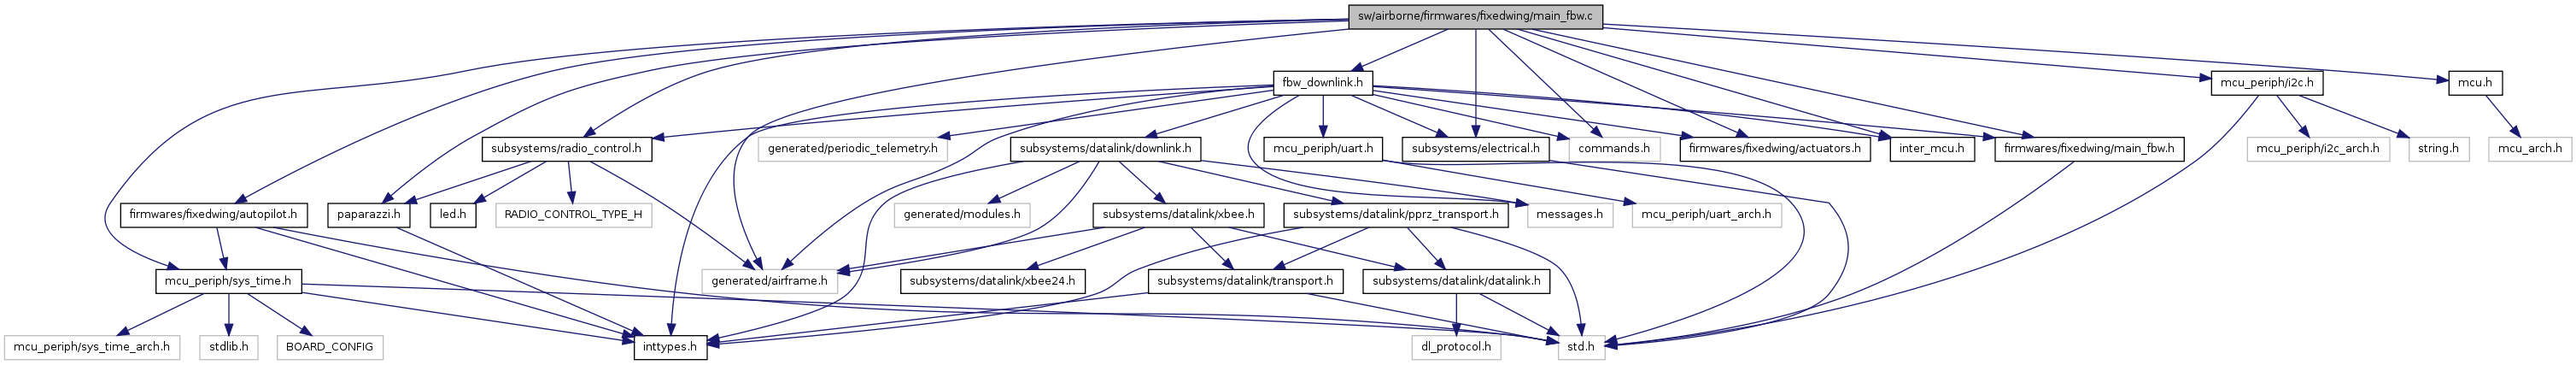 sw/airborne/firmwares/fixedwing/main_fbw.c
fbw_downlink.h
mcu_periph/i2c.h
mcu.h
subsystems/radio_control.h
generated/periodic_telemetry.h
subsystems/datalink/downlink.h
mcu_periph/uart.h
subsystems/electrical.h
commands.h
firmwares/fixedwing/actuators.h
inter_mcu.h
firmwares/fixedwing/main_fbw.h
mcu_periph/i2c_arch.h
string.h
mcu_arch.h
firmwares/fixedwing/autopilot.h
paparazzi.h
led.h
RADIO_CONTROL_TYPE_H
generated/modules.h
subsystems/datalink/xbee.h
subsystems/datalink/pprz_transport.h
messages.h
mcu_periph/uart_arch.h
mcu_periph/sys_time.h
generated/airframe.h
subsystems/datalink/xbee24.h
subsystems/datalink/transport.h
subsystems/datalink/datalink.h
mcu_periph/sys_time_arch.h
stdlib.h
BOARD_CONFIG
inttypes.h
dl_protocol.h
std.h